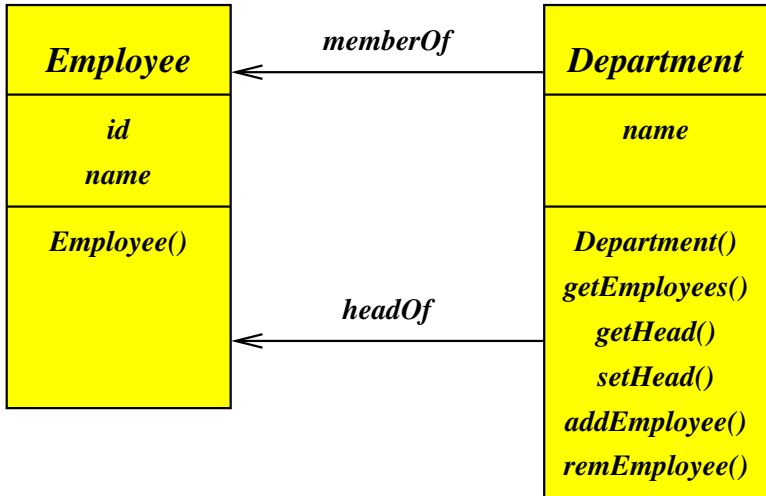 Employee
id
name
Employee()
memberOf
headOf
Department
name
Department()
getEmployees()
getHead()
setHead()
addEmployee()
remEmployee()